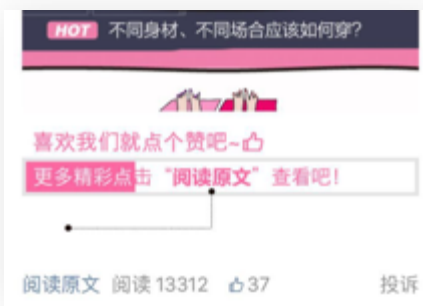 HOT 不同身材、不同场合应该如何穿?
喜欢我们就点个赞吧~
更多精彩点击“阅读原文”查看吧!
阅读原文 阅读 13312 37 投诉